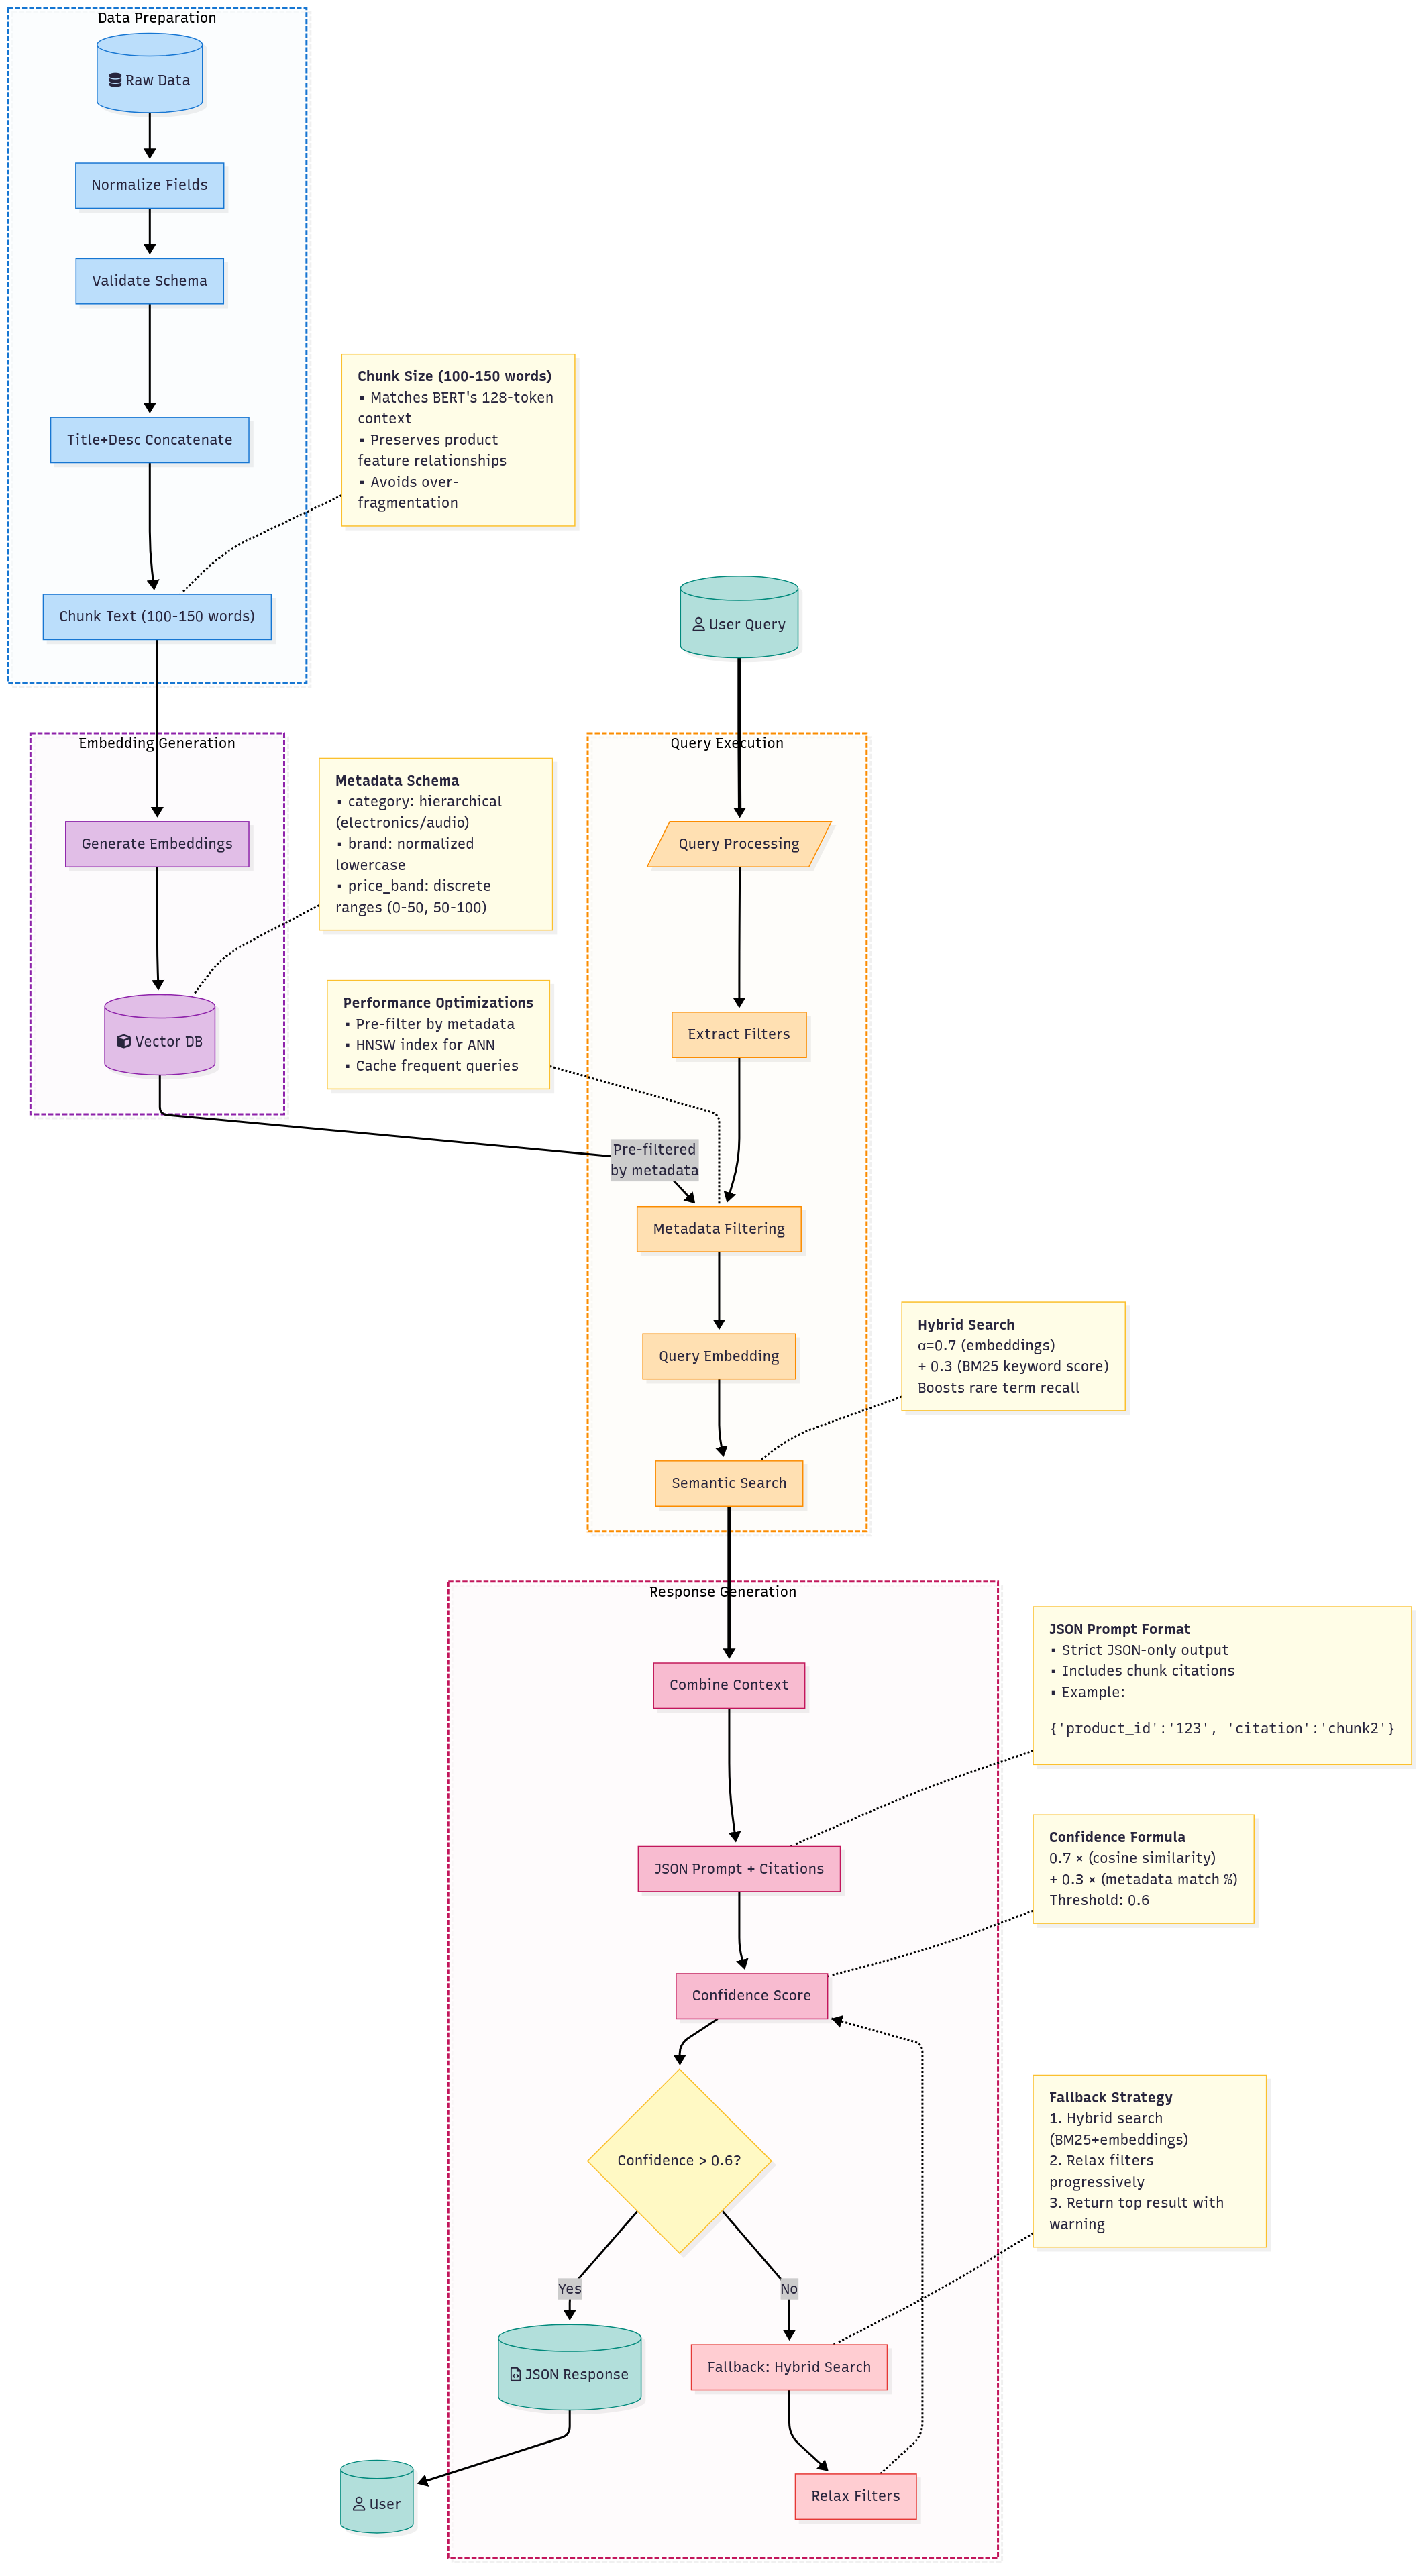 Data Preparation
Raw Data
Normalize Fields
Validate Schema
Title+Desc Concatenate
Chunk Text (100-150 words)
Chunk Size (100-150 words)
▪ Matches BERT's 128-token
context
▪ Preserves product
feature relationships
▪ Avoids over-
fragmentation
User Query
Embedding Generation
Generate Embeddings
Vector DB
Metadata Schema
▪ category: hierarchical
(electronics/audio)
▪ brand: normalized
lowercase
▪ price_band: discrete
ranges (0-50, 50-100)
Performance Optimizations
▪ Pre-filter by metadata
▪ HNSW index for ANN
▪ Cache frequent queries
Query Execution
Query Processing
Extract Filters
Pre-filtered
by metadata
Metadata Filtering
Query Embedding
Semantic Search
Hybrid Search
α=0.7 (embeddings)
+ 0.3 (BM25 keyword score)
Boosts rare term recall
Response Generation
Combine Context
JSON Prompt + Citations
Confidence Score
Confidence > 0.6?
Yes
No
JSON Response
Fallback: Hybrid Search
User
Relax Filters
JSON Prompt Format
▪ Strict JSON-only output
▪ Includes chunk citations
▪ Example:
{'product_id':'123', 'citation':'chunk2'}
Confidence Formula
0.7 × (cosine similarity)
+ 0.3 × (metadata match %)
Threshold: 0.6
Fallback Strategy
1. Hybrid search
(BM25+embeddings)
2. Relax filters
progressively
3. Return top result with
warning